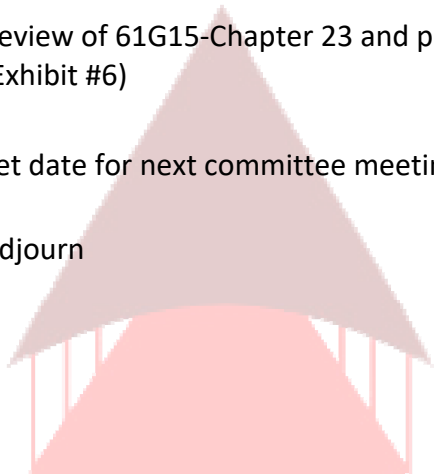 eview of 61G15-Chapter 23 and p
Exhibit #6)
et date for next committee meetin
djourn